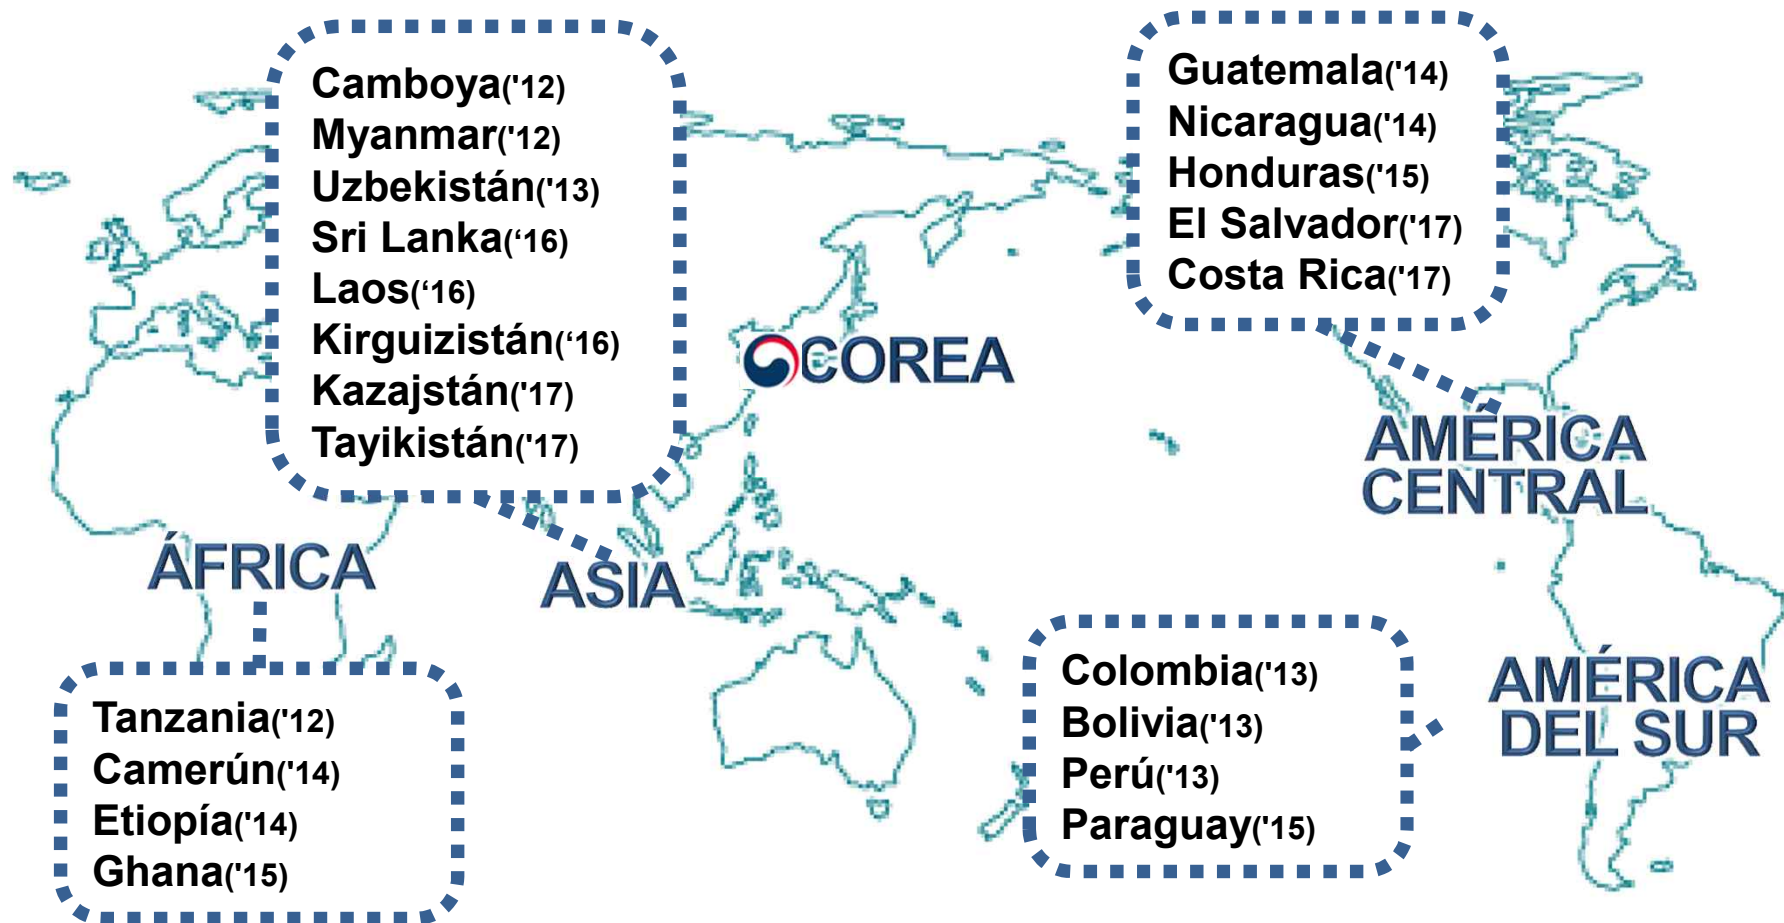 Camboya('12)
Myanmar('12)
Uzbekistán('13)
Sri Lanka(‘16)
Laos(‘16)
Kirguizistán(‘16)
Kazajstán('17)
Tayikistán('17)
Guatemala('14)
Nicaragua('14)
Honduras('15)
El Salvador('17)
Costa Rica('17)
COREA
AMÉRICA
CENTRAL
ÁFRICA
ASIA
Tanzania('12)
Camerún('14)
Etiopía('14)
Ghana('15)
Colombia('13)
Bolivia('13)
Perú('13)
Paraguay('15)
AMÉRICA
DEL SUR